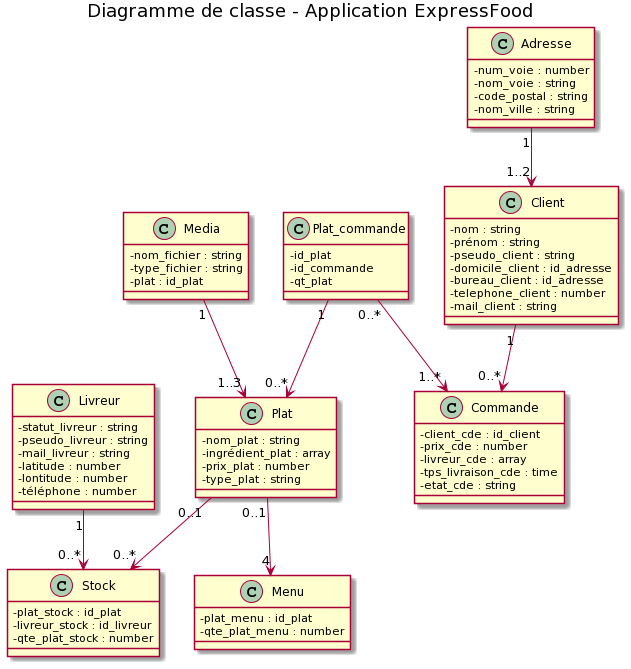 Diagramme de classe - Application ExpressFood
C Adresse
-num_voie : number
-nom_voie : string
-code_postal : string
-nom_ville : string
1
1..2
C Media
-nom_fichier : string
-type_fichier : string
-plat : id_plat
C Plat_commande
-id_plat
-id_commande
-qt_plat
C Client
-nom : string
-prénom : string
-pseudo_client : string
-domicile_client : id_adresse
-bureau_client : id_adresse
-telephone_client : number
-mail_client : string
1
1
0..*
1
1..3
0..*
1..*
0..*
C Livreur
-statut_livreur : string
-pseudo_livreur : string
-mail_livreur : string
-latitude : number
-lontitude : number
-téléphone : number
C Plat
-nom_plat : string
-ingrédient_plat : array
-prix_plat : number
-type_plat : string
C Commande
-client_cde : id_client
-prix_cde : number
-livreur_cde : array
-tps_livraison_cde : time
-etat_cde : string
1
0..1
0..1
0..*
0..*
4
C Stock
-plat_stock : id_plat
-livreur_stock : id_livreur
-qte_plat_stock : number
C Menu
-plat_menu : id_plat
-qte_plat_menu : number